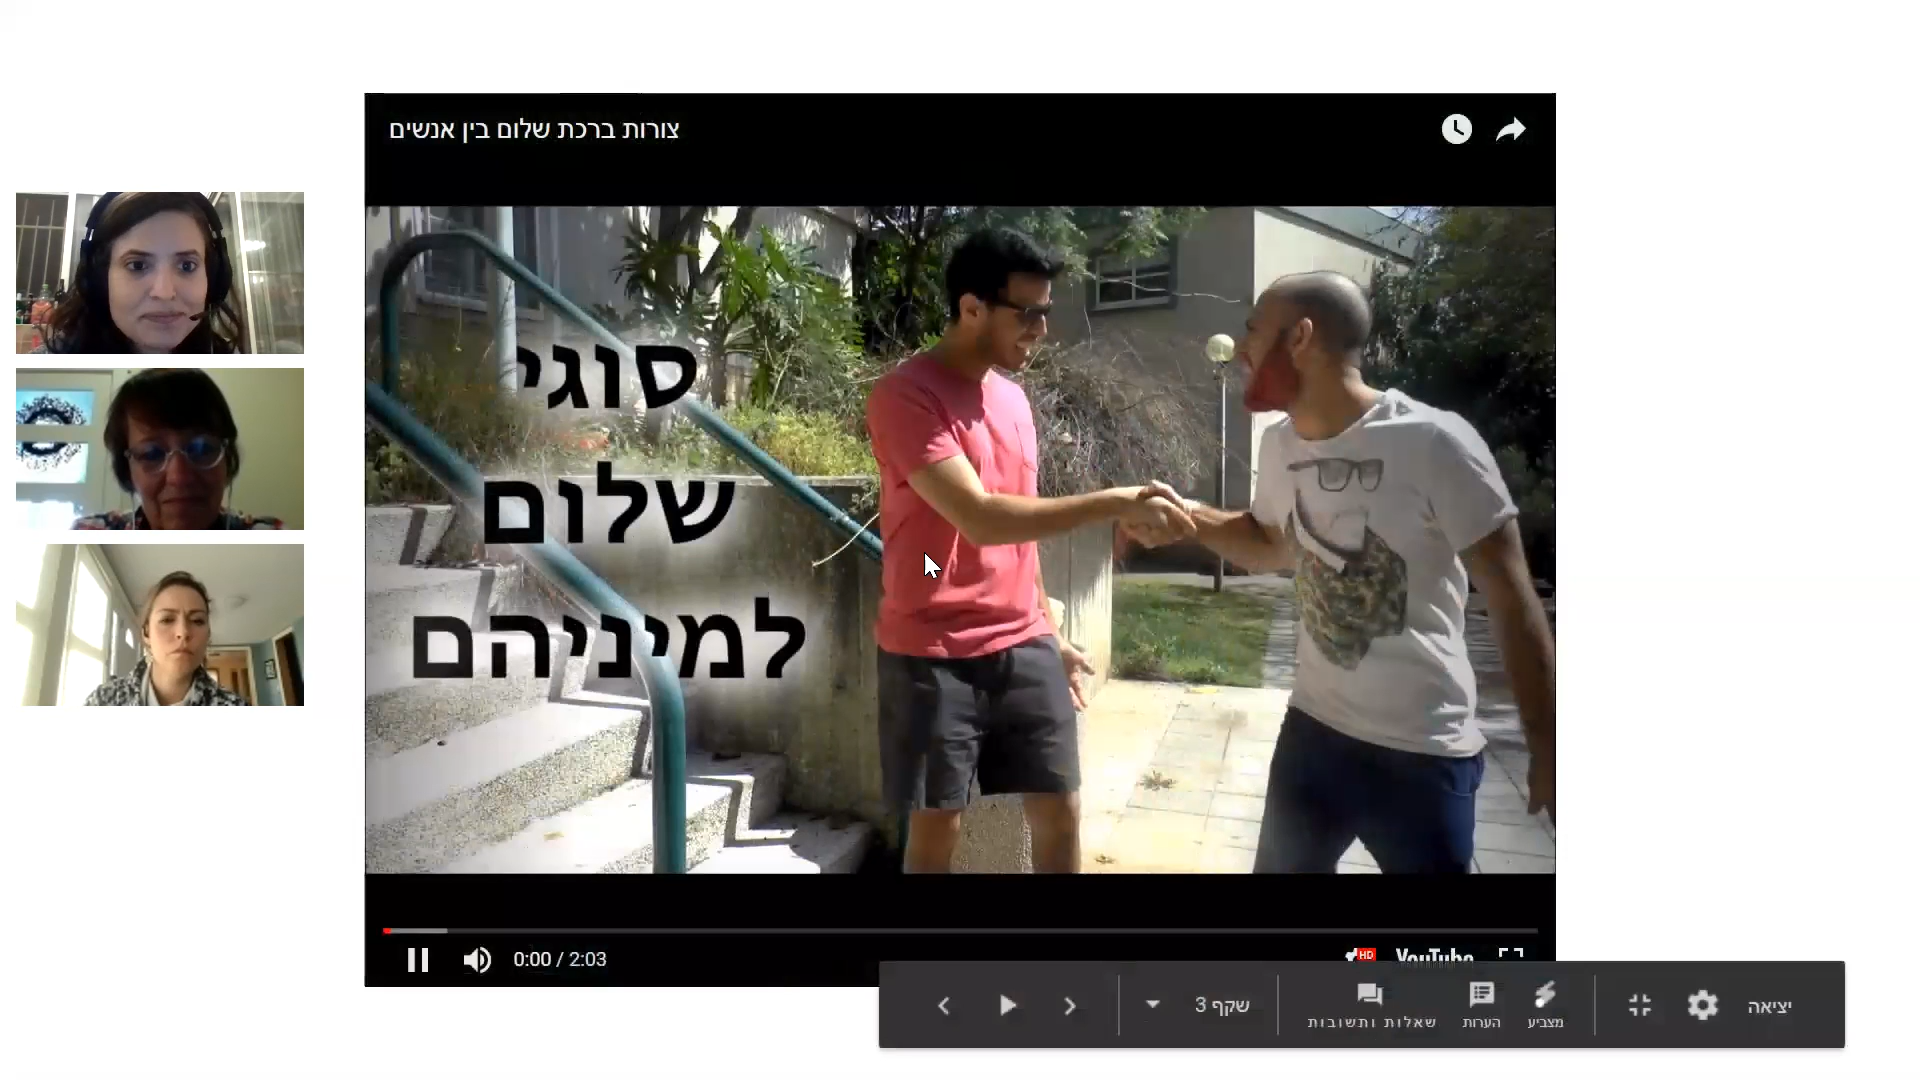 צורות ברכת שלום בין אנשים
סוגי
שלום
למיניהם
0:00 / 2:03
HD
YouTube
שקף 3
שאלות ותשובות
הערות
מצביע
יציאה